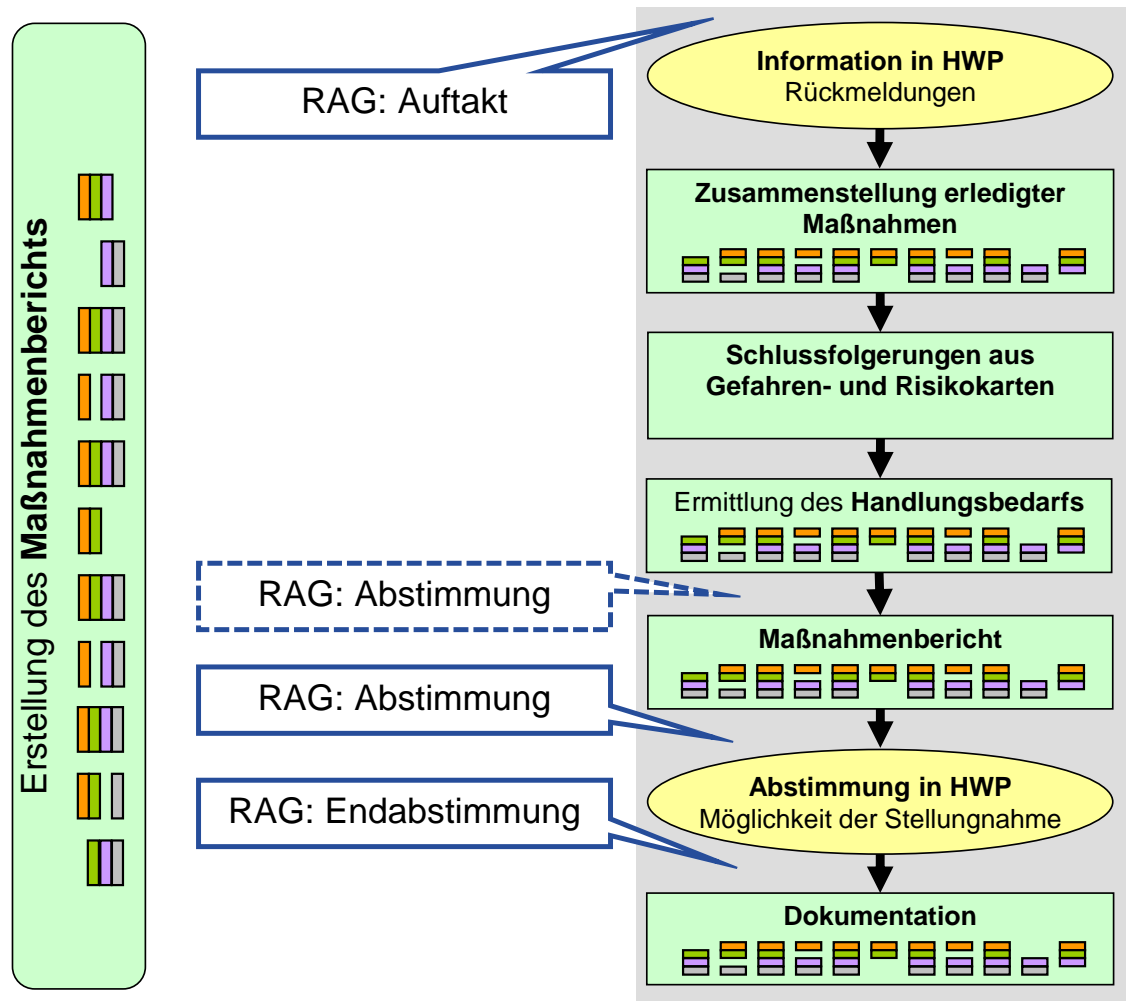 Erstellung des Maßnahmenberichts
RAG: Auftakt
Information in HWP
Rückmeldungen
Zusammenstellung erledigter
Maßnahmen
Schlussfolgerungen aus
Gefahren- und Risikokarten
Ermittlung des Handlungsbedarfs
RAG: Abstimmung
Maßnahmenbericht
RAG: Abstimmung
Abstimmung in HWP
Möglichkeit der Stellungnahme
RAG: Endabstimmung
Dokumentation